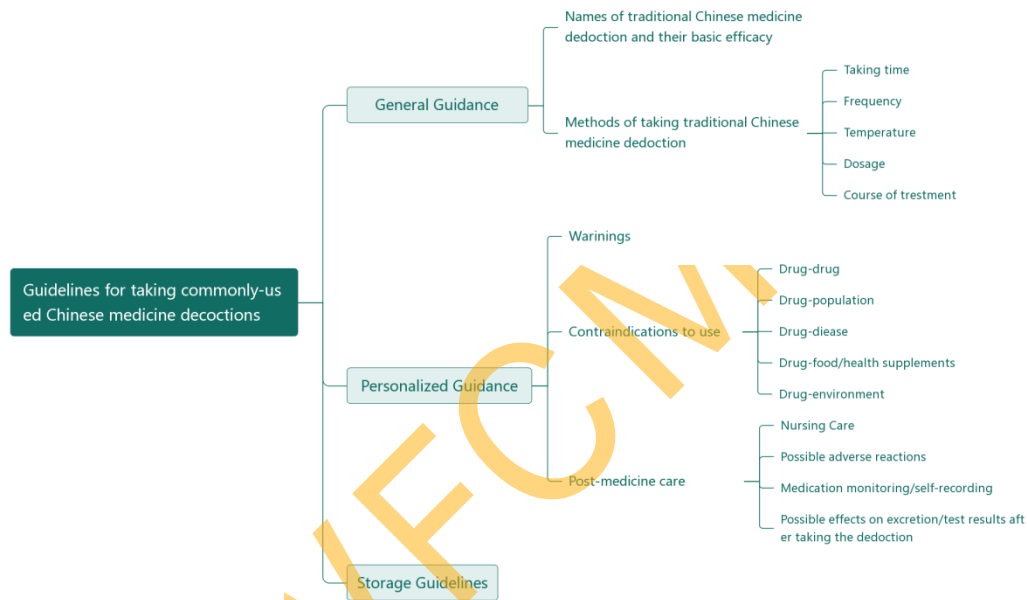 Names of traditional Chinese medicine
dedoction and their basic efficacy
General Guidance
Methods of taking traditional Chinese
medicine dedoction
Taking time
Frequency
Temperature
Dosage
Course of trestment
Guidelines for taking commonly-us
ed Chinese medicine decoctions
Personalized Guidance
Warinings
Contraindications to use
Drug-drug
Drug-population
Drug-diease
Drug-food/health supplements
Drug-environment
Post-medicine care
Nursing Care
Possible adverse reactions
Medication monitoring/self-recording
Possible effects on excretion/test results aft
er taking the dedoction
Storage Guidelines
WFCM